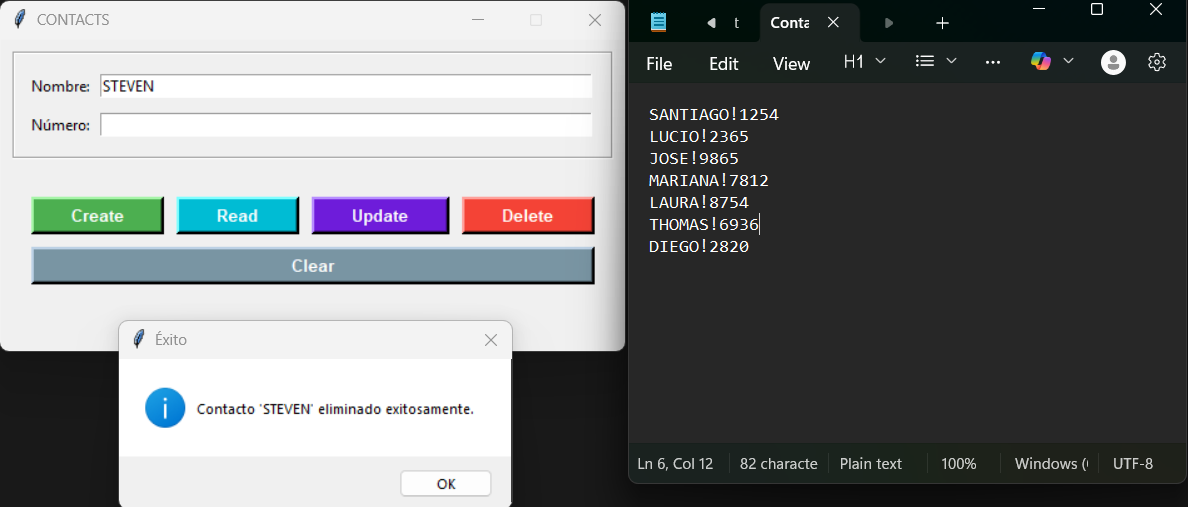 CONTACTS
Nombre: STEVEN
Número:
Create Read Update Delete
Clear
Éxito
Contacto 'STEVEN' eliminado exitosamente.
OK
t Conta
File Edit View H1
SANTIAGO!1254
LUCIO!2365
JOSE!9865
MARIANA!7812
LAURA!8754
THOMAS!6936
DIEGO!2820
Ln 6, Col 12 82 characte Plain text 100% Windows ( UTF-8